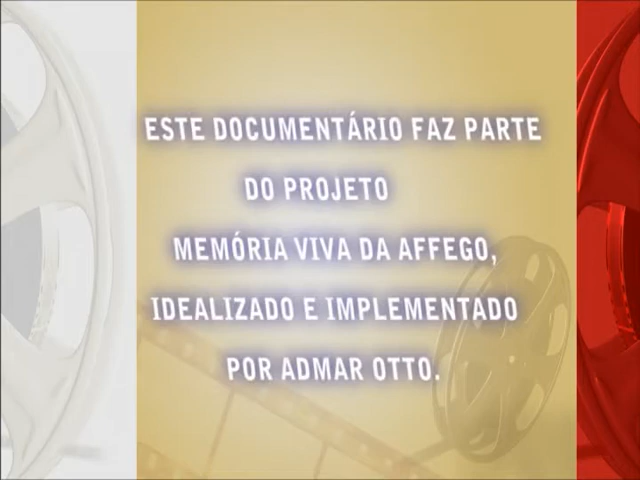 ESTE DOCUMENTÁRIO FAZ PARTE
DO PROJETO
MEMÓRIA VIVA DA AFFEGO,
IDEALIZADO E IMPLEMENTADO
POR ADMAR OTTO.